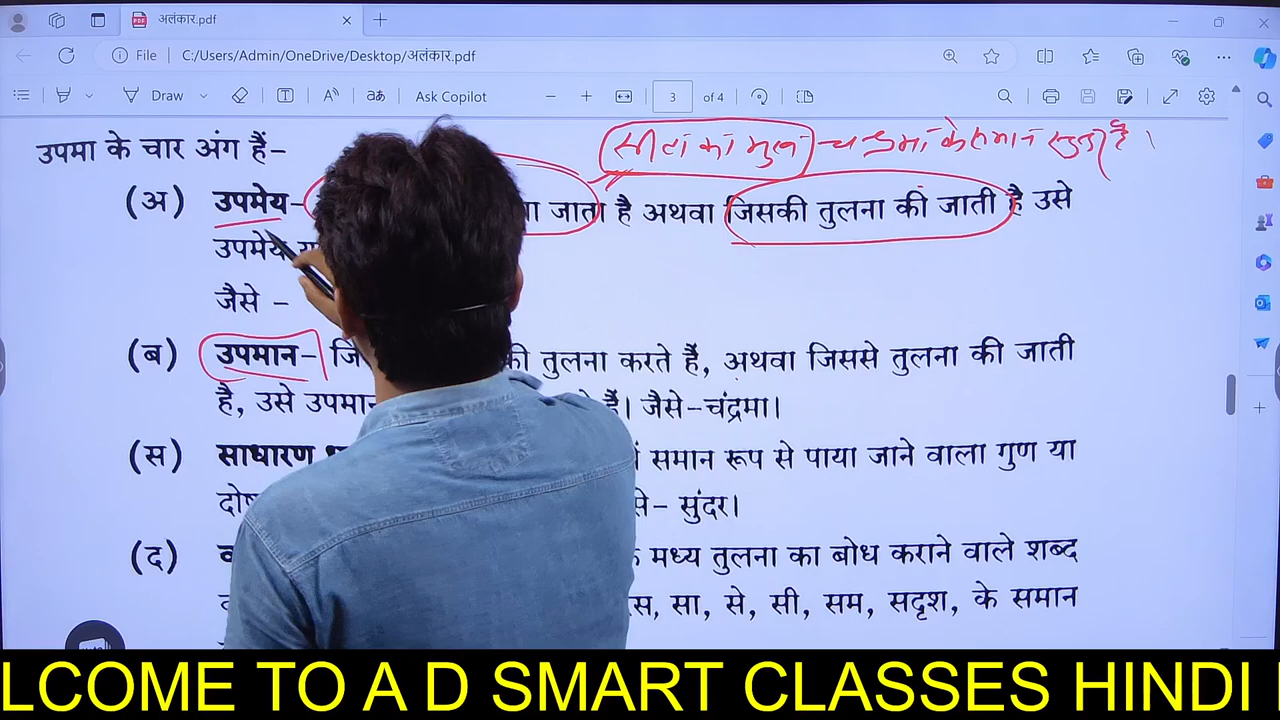 अलंकार.pdf
File C:/Users/Admin/OneDrive/Desktop/अलंकार.pdf
Draw Ask Copilot 3 of 4
सीता का मुख चन्द्रमा के समान सुन्दर है ।
उपमा के चार अंग हैं-
(अ) उपमेय- जाता है अथवा जिसकी तुलना की जाती है उसे
उपमेय
जैसे -
(ब) उपमान- की तुलना करते हैं, अथवा जिससे तुलना की जाती
है, उसे उपमान हैं। जैसे-चंद्रमा।
(स) साधारण समान रूप से पाया जाने वाला गुण या
दोष सुंदर।
(द) के मध्य तुलना का बोध कराने वाले शब्द
सा, से, सी, सम, सदृश, के समान
LCOME TO A D SMART CLASSES HINDI